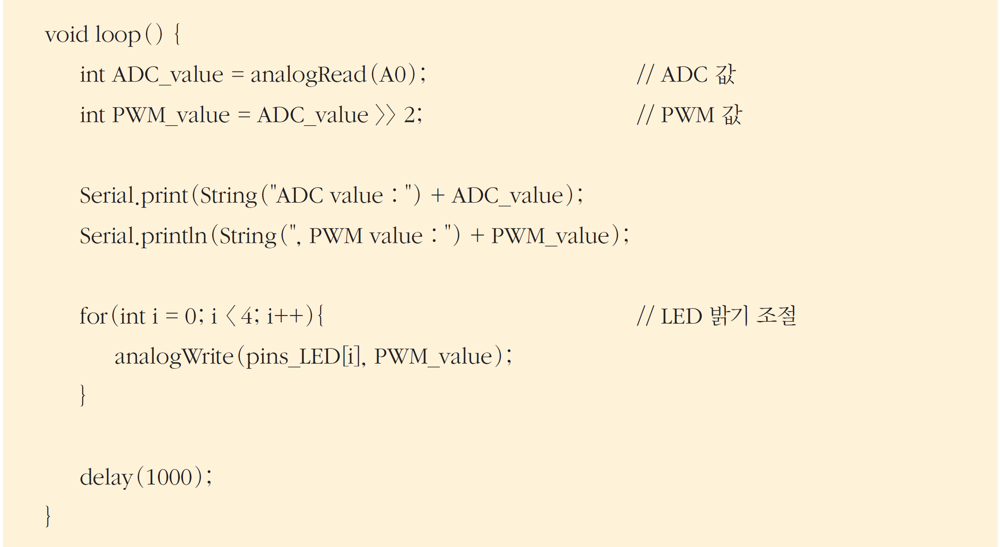 void loop() {
int ADC_value = analogRead(A0); // ADC 값
int PWM_value = ADC_value >> 2; // PWM 값
Serial.print(String("ADC value : ") + ADC_value);
Serial.println(String(", PWM value : ") + PWM_value);
for(int i = 0; i < 4; i++){ // LED 밝기 조절
analogWrite(pins_LED[i], PWM_value);
}
delay(1000);
}